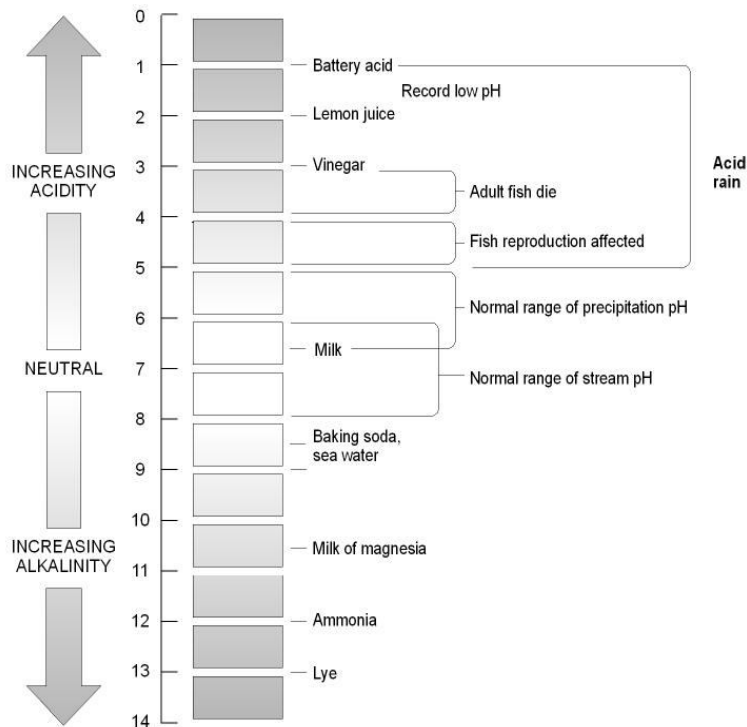 0
1
2
3
4
5
6
7
8
9
10
11
12
13
14
INCREASING
ACIDITY
NEUTRAL
INCREASING
ALKALINITY
Battery acid
Record low pH
Lemon juice
Vinegar
Adult fish die
Acid
rain
Fish reproduction affected
Normal range of precipitation pH
Milk
Normal range of stream pH
Baking soda,
sea water
Milk of magnesia
Ammonia
Lye